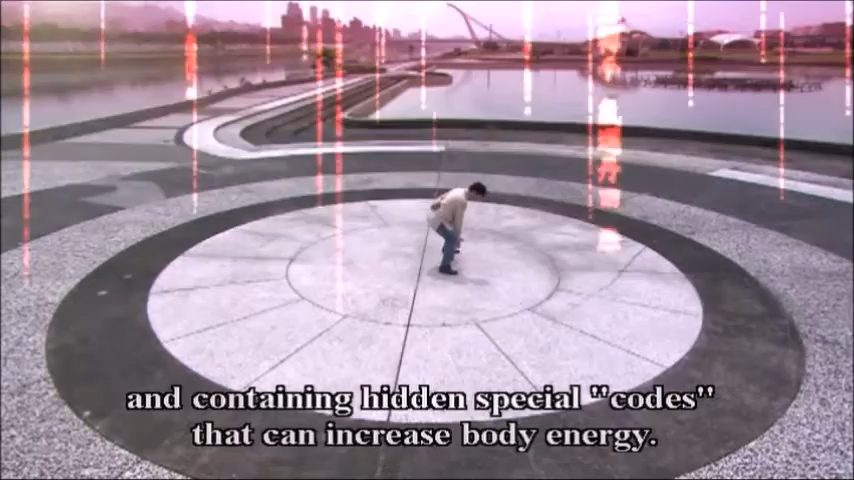 and containing hidden special "codes"
that can increase body energy.